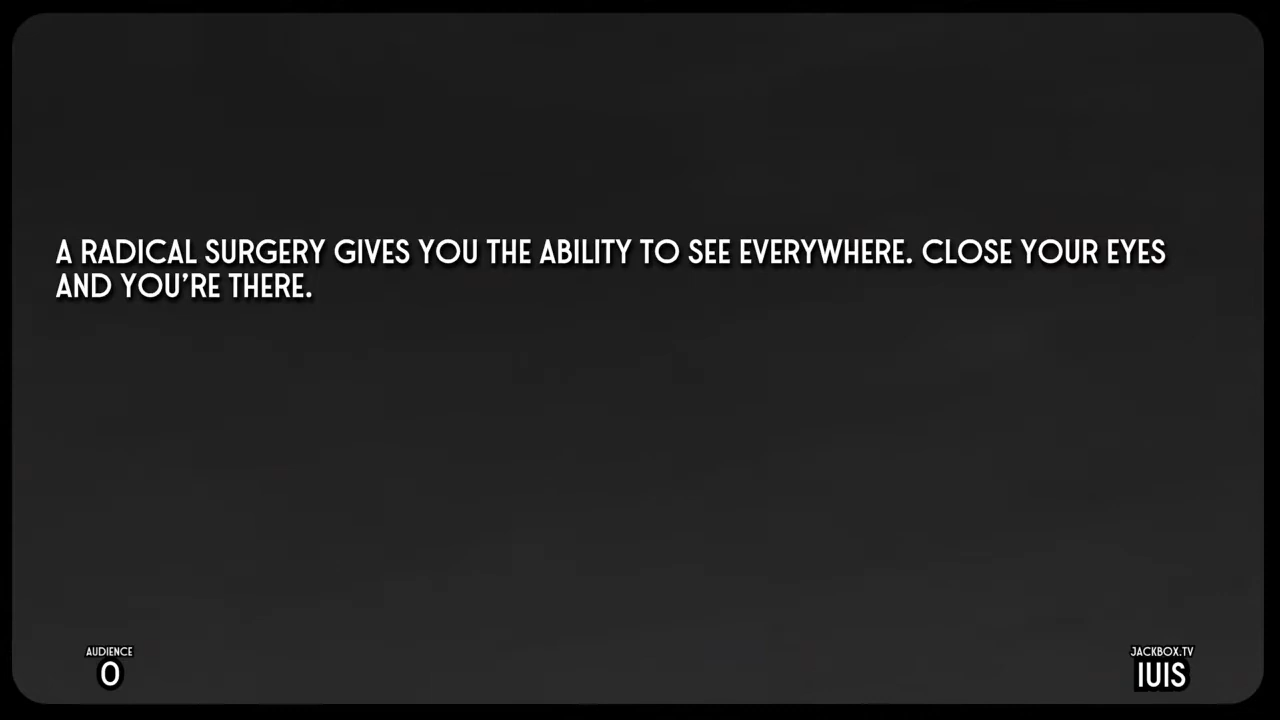 A RADICAL SURGERY GIVES YOU THE ABILITY TO SEE EVERYWHERE. CLOSE YOUR EYES
AND YOU'RE THERE.
AUDIENCE
0
JACKBOX.TV
IUIS